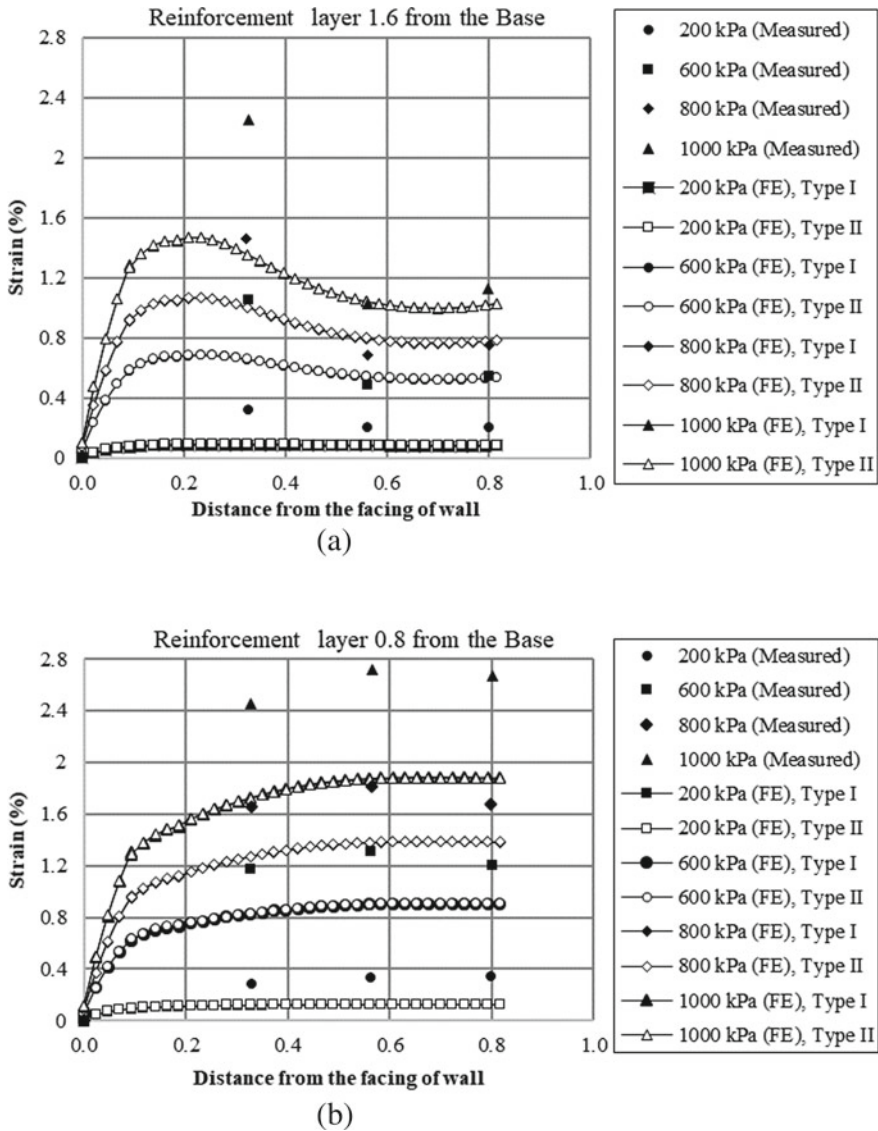 Reinforcement layer 1.6 from the Base
2.8
2.4
2
1.6
1.2
0.8
0.4
0
Strain (%)
0.0 0.2 0.4 0.6 0.8 1.0
Distance from the facing of wall
200 kPa (Measured)
600 kPa (Measured)
800 kPa (Measured)
1000 kPa (Measured)
200 kPa (FE), Type I
200 kPa (FE), Type II
600 kPa (FE), Type I
600 kPa (FE), Type II
800 kPa (FE), Type I
800 kPa (FE), Type II
1000 kPa (FE), Type I
1000 kPa (FE), Type II
(a)
Reinforcement layer 0.8 from the Base
2.8
2.4
2
1.6
1.2
0.8
0.4
0
Strain (%)
0.0 0.2 0.4 0.6 0.8 1.0
Distance from the facing of wall
200 kPa (Measured)
600 kPa (Measured)
800 kPa (Measured)
1000 kPa (Measured)
200 kPa (FE), Type I
200 kPa (FE), Type II
600 kPa (FE), Type I
600 kPa (FE), Type II
800 kPa (FE), Type I
800 kPa (FE), Type II
1000 kPa (FE), Type I
1000 kPa (FE), Type II
(b)